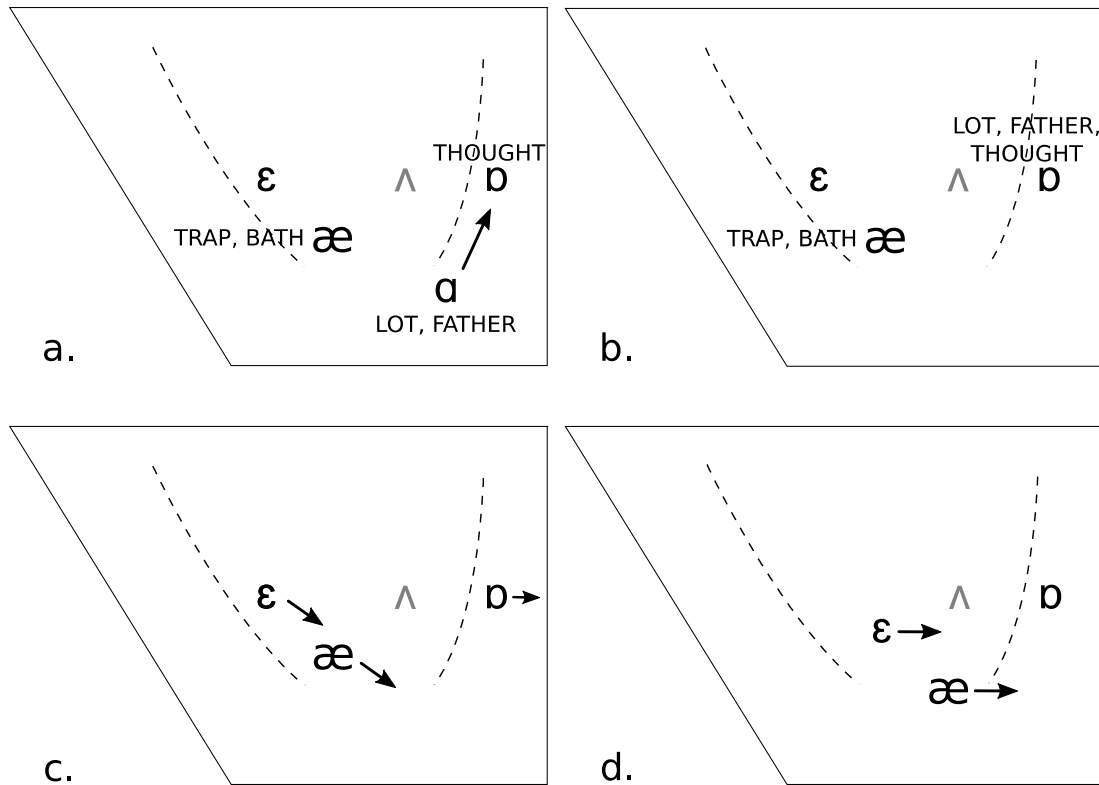 THOUGHT
ɛ ʌ ɒ
TRAP, BATH æ
ɑ
LOT, FATHER
a.
LOT, FATHER,
THOUGHT
ɛ ʌ ɒ
TRAP, BATH æ
b.
ɛ ʌ ɒ
æ
c.
ʌ ɒ
ɛ
æ
d.